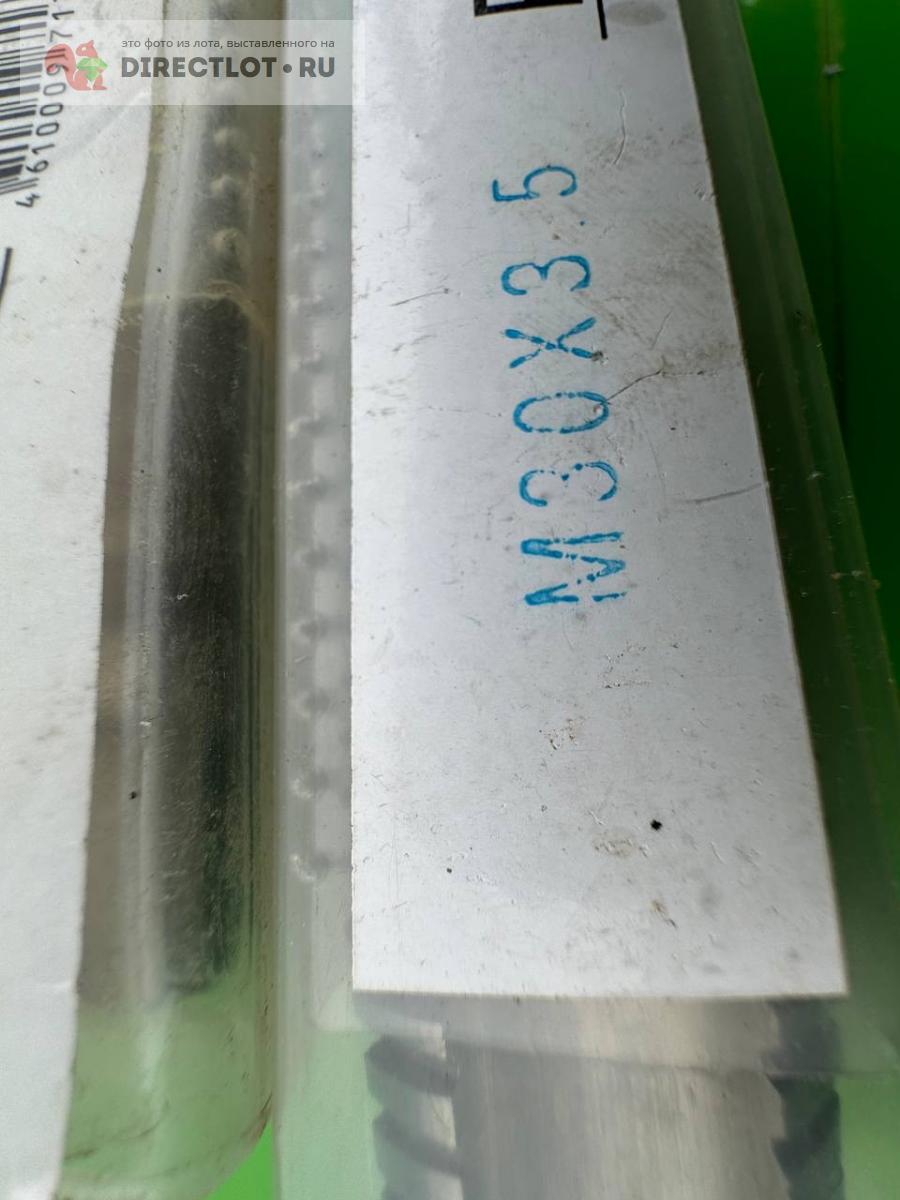 это фото из лота, выставленного на
DIRECTLOT.RU
M30X3.5